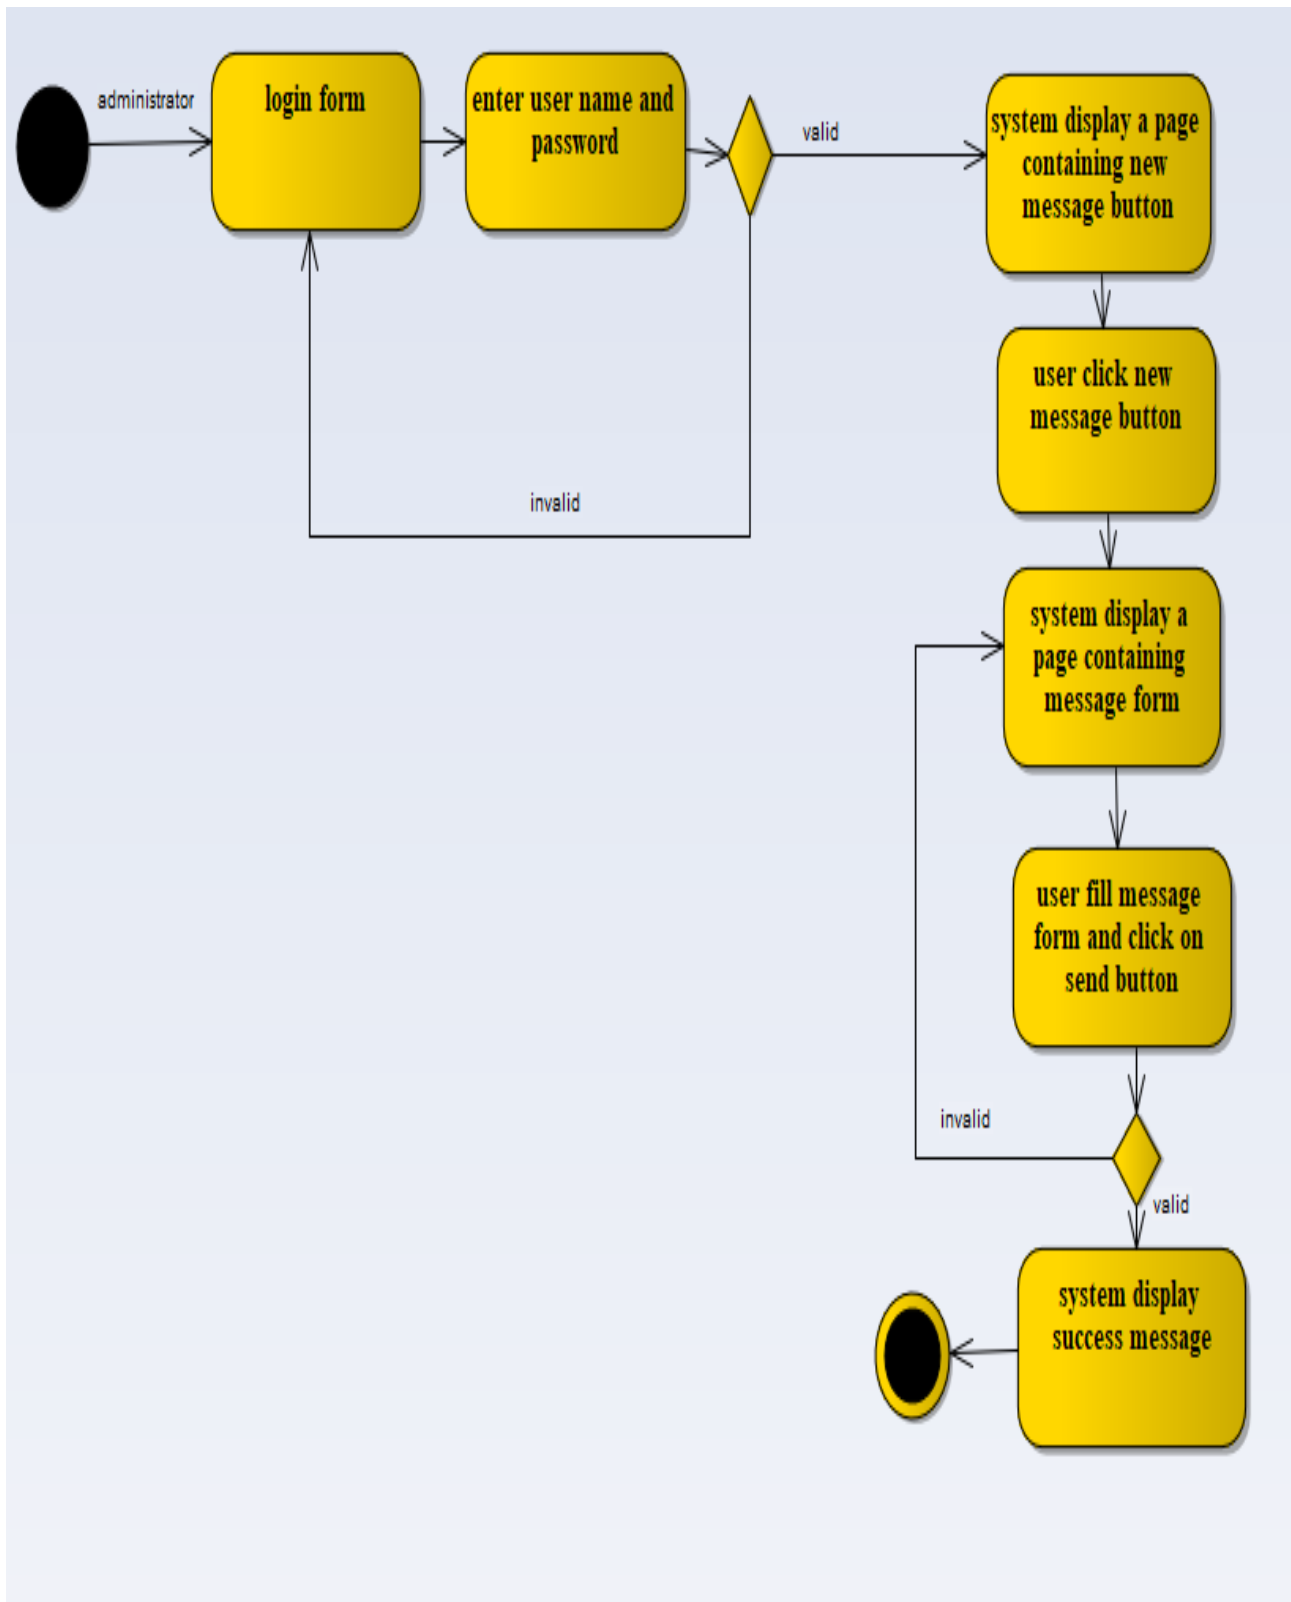 administrator
login form
enter user name and
password
valid
system display a page
containing new
message button
user click new
message button
invalid
system display a
page containing
message form
user fill message
form and click on
send button
invalid
valid
system display
success message